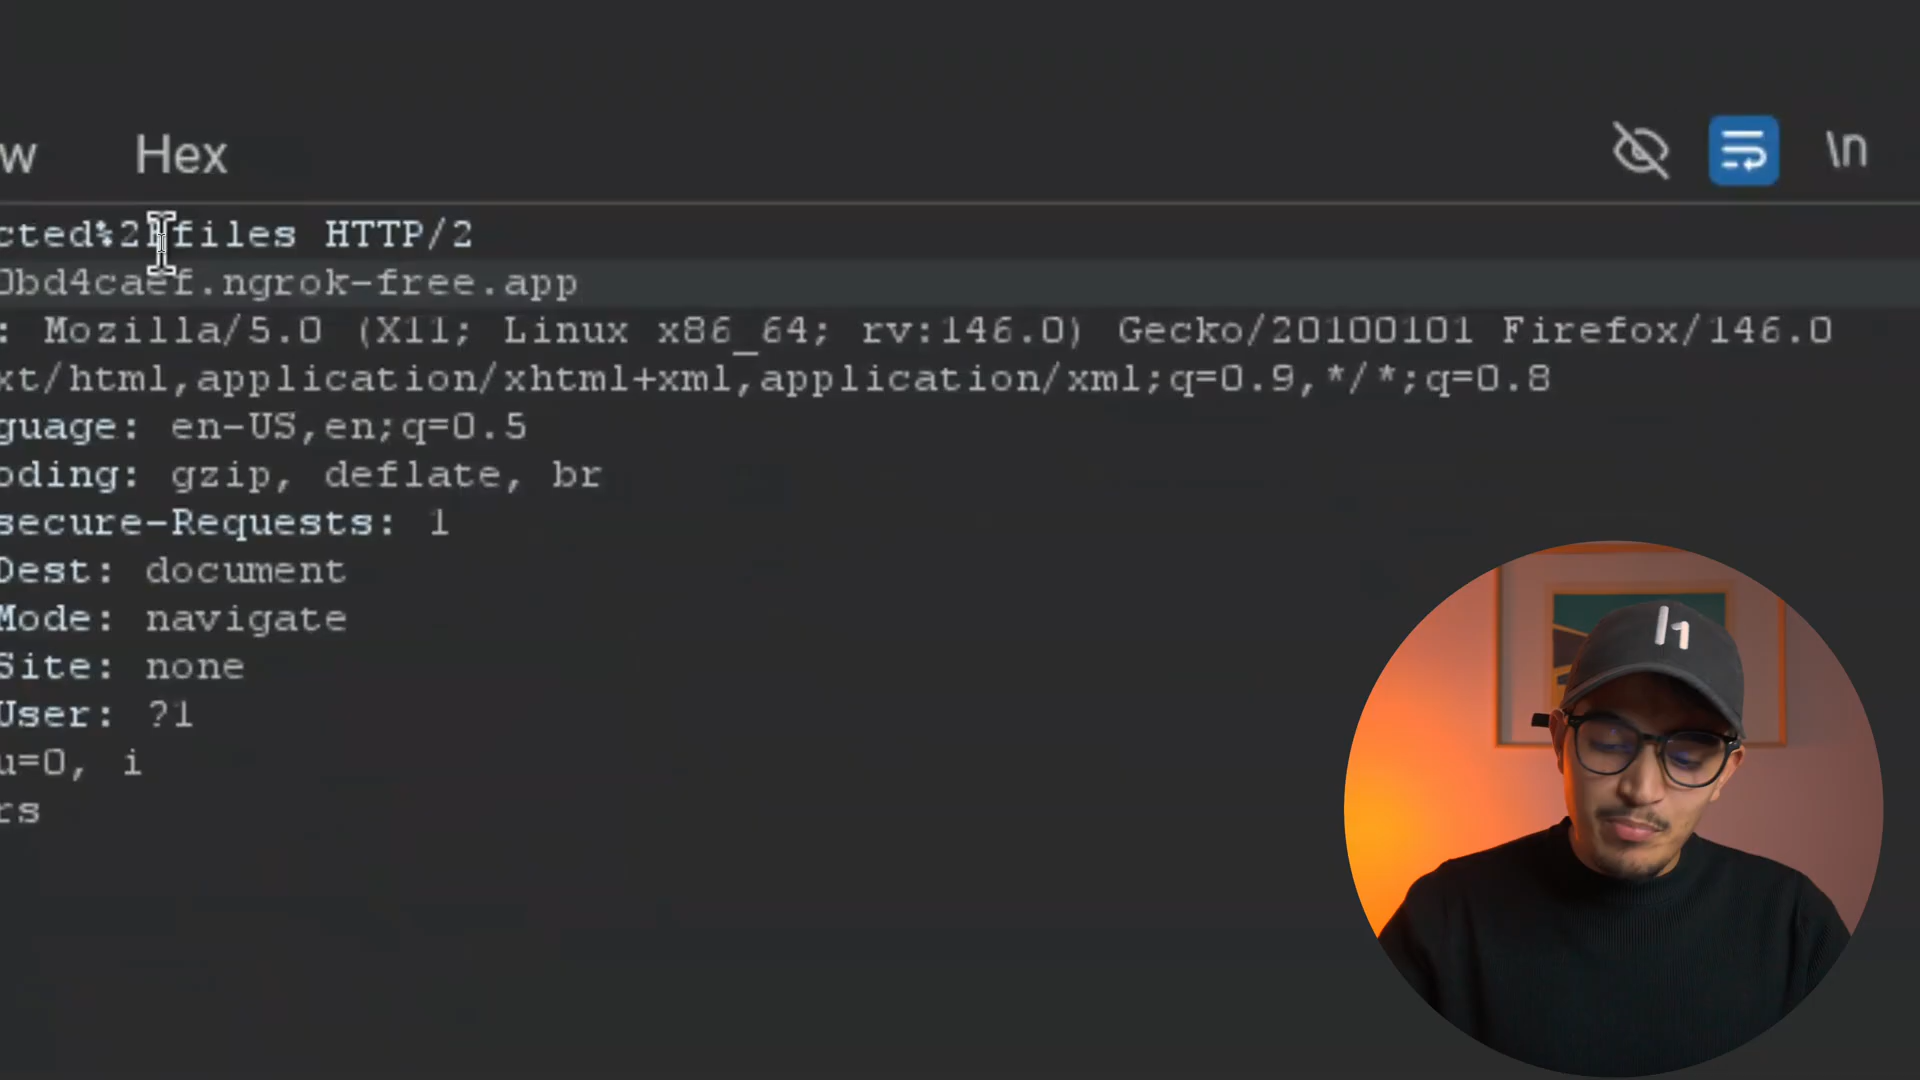 w Hex \n
cted%2Ffiles HTTP/2
0bd4caef.ngrok-free.app
: Mozilla/5.0 (X11; Linux x86_64; rv:146.0) Gecko/20100101 Firefox/146.0
xt/html,application/xhtml+xml,application/xml;q=0.9,*/*;q=0.8
guage: en-US,en;q=0.5
oding: gzip, deflate, br
secure-Requests: 1
Dest: document
Mode: navigate
Site: none
User: ?1
u=0, i
rs
l1